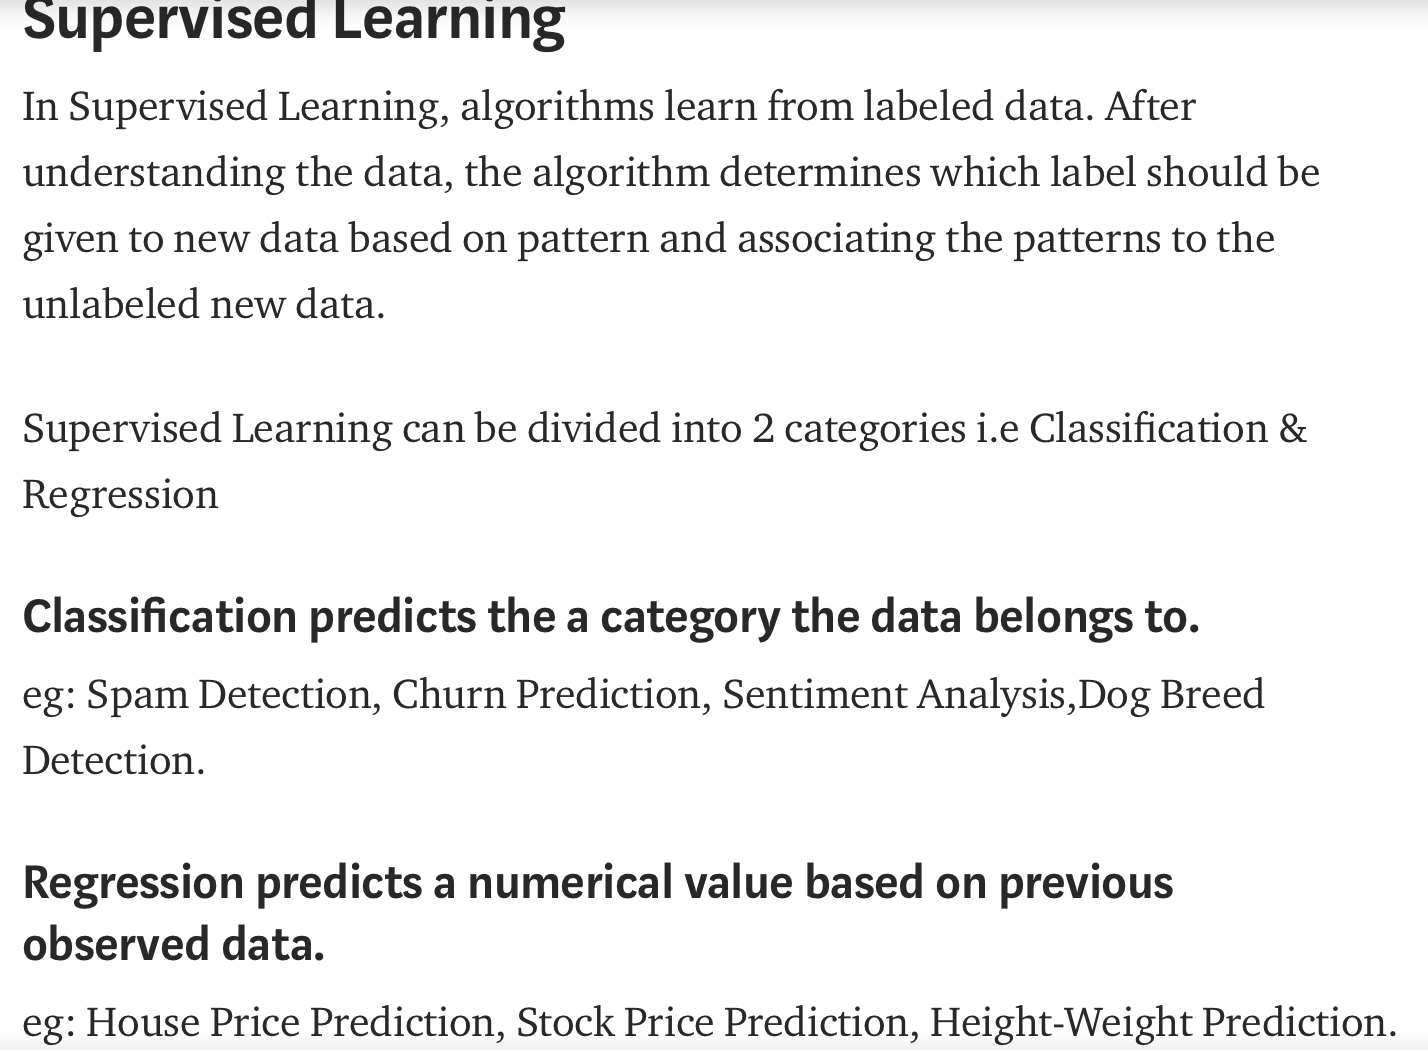 Supervised Learning
In Supervised Learning, algorithms learn from labeled data. After
understanding the data, the algorithm determines which label should be
given to new data based on pattern and associating the patterns to the
unlabeled new data.
Supervised Learning can be divided into 2 categories i.e Classification &
Regression
Classification predicts the a category the data belongs to.
eg: Spam Detection, Churn Prediction, Sentiment Analysis,Dog Breed
Detection.
Regression predicts a numerical value based on previous
observed data.
eg: House Price Prediction, Stock Price Prediction, Height-Weight Prediction.